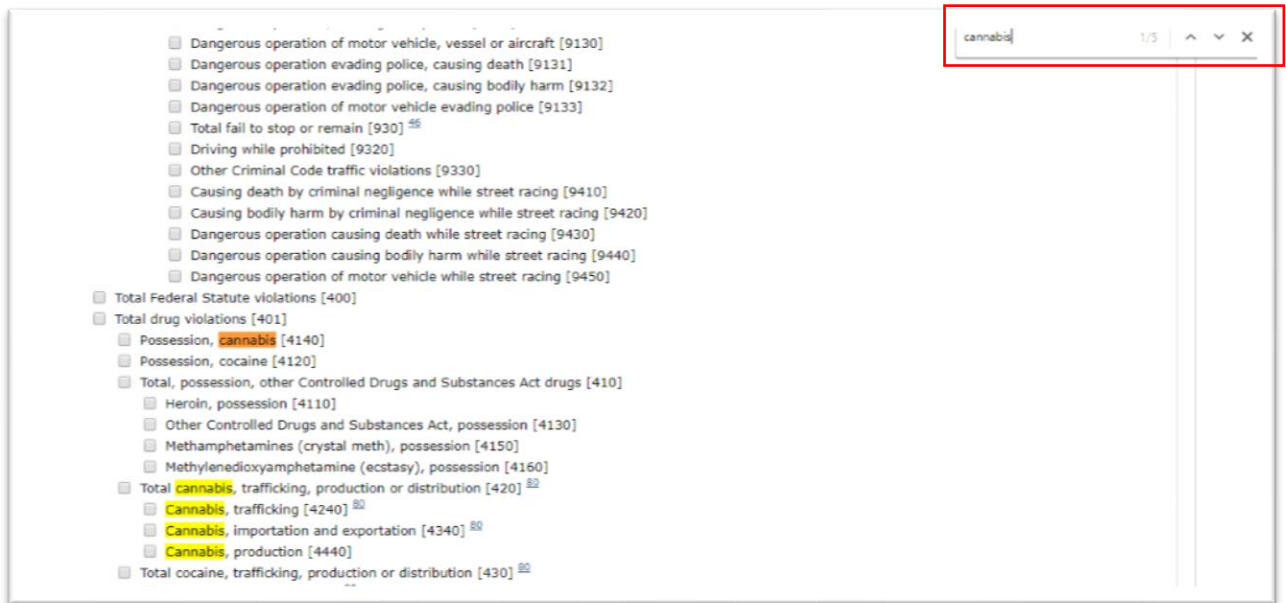 cannabis 1/5
Dangerous operation of motor vehicle, vessel or aircraft [9130]
Dangerous operation evading police, causing death [9131]
Dangerous operation evading police, causing bodily harm [9132]
Dangerous operation of motor vehicle evading police [9133]
Total fail to stop or remain [930] 46
Driving while prohibited [9320]
Other Criminal Code traffic violations [9330]
Causing death by criminal negligence while street racing [9410]
Causing bodily harm by criminal negligence while street racing [9420]
Dangerous operation causing death while street racing [9430]
Dangerous operation causing bodily harm while street racing [9440]
Dangerous operation of motor vehicle while street racing [9450]
Total Federal Statute violations [400]
Total drug violations [401]
Possession, cannabis [4140]
Possession, cocaine [4120]
Total, possession, other Controlled Drugs and Substances Act drugs [410]
Heroin, possession [4110]
Other Controlled Drugs and Substances Act, possession [4130]
Methamphetamines (crystal meth), possession [4150]
Methylenedioxyamphetamine (ecstasy), possession [4160]
Total cannabis, trafficking, production or distribution [420] 80
Cannabis, trafficking [4240] 80
Cannabis, importation and exportation [4340] 80
Cannabis, production [4440]
Total cocaine, trafficking, production or distribution [430] 80